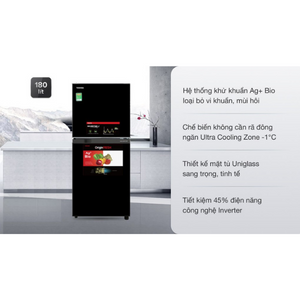 180
lít
TOSHIBA
Hệ thống khử khuẩn Ag+ Bio
loại bỏ vi khuẩn, mùi hôi
Chế biến không cần rã đông
ngăn Ultra Cooling Zone -1°C
Thiết kế mặt tủ Uniglass
sang trọng, tinh tế
Tiết kiệm 45% điện năng
công nghệ Inverter